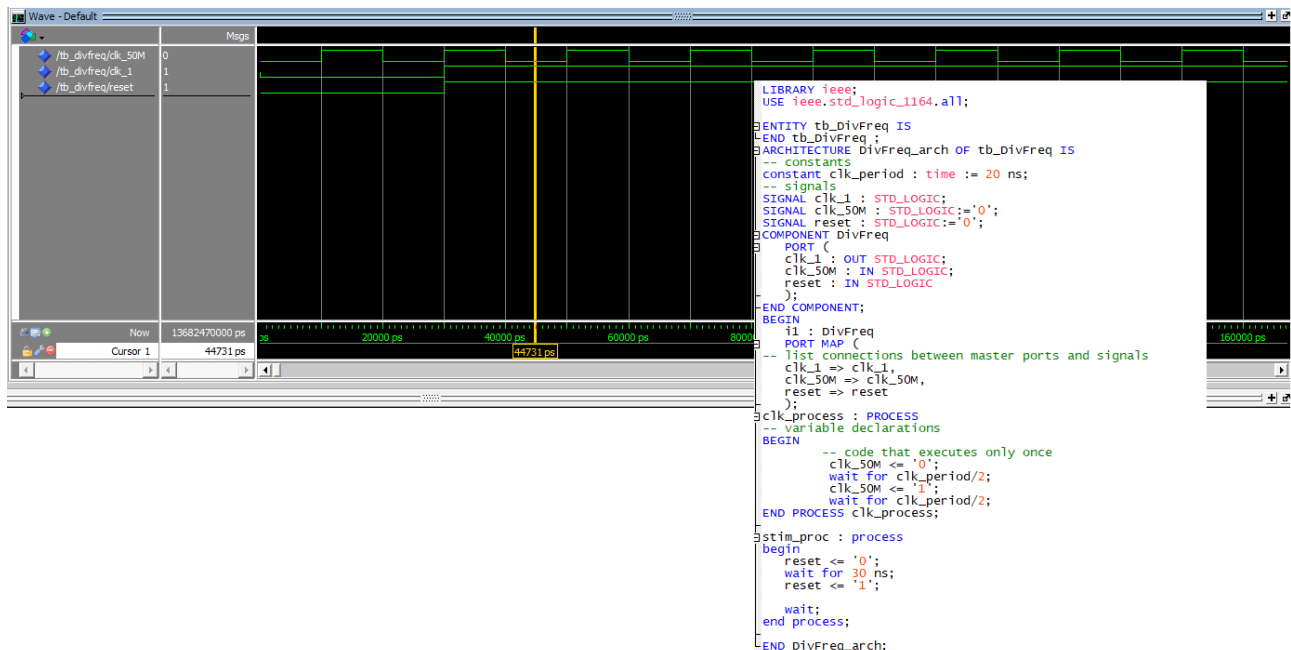 Wave - Default
Msgs
/tb_divfreq/clk_50M 0
/tb_divfreq/clk_1 1
/tb_divfreq/reset 1
Now 13682470000 ps
Cursor 1 44731 ps
ps 20000 ps 40000 ps 60000 ps 8000 160000 ps
44731 ps
LIBRARY ieee;
USE ieee.std_logic_1164.all;
ENTITY tb_DivFreq IS
END tb_DivFreq ;
ARCHITECTURE DivFreq_arch OF tb_DivFreq IS
-- constants
constant clk_period : time := 20 ns;
-- signals
SIGNAL clk_1 : STD_LOGIC;
SIGNAL clk_50M : STD_LOGIC:='0';
SIGNAL reset : STD_LOGIC:='0';
COMPONENT DivFreq
PORT (
clk_1 : OUT STD_LOGIC;
clk_50M : IN STD_LOGIC;
reset : IN STD_LOGIC
);
END COMPONENT;
BEGIN
i1 : DivFreq
PORT MAP (
-- list connections between master ports and signals
clk_1 => clk_1,
clk_50M => clk_50M,
reset => reset
);
clk_process : PROCESS
-- variable declarations
BEGIN
-- code that executes only once
clk_50M <= '0';
wait for clk_period/2;
clk_50M <= '1';
wait for clk_period/2;
END PROCESS clk_process;
stim_proc : process
begin
reset <= '0';
wait for 30 ns;
reset <= '1';
wait;
end process;
END DivFreq_arch;